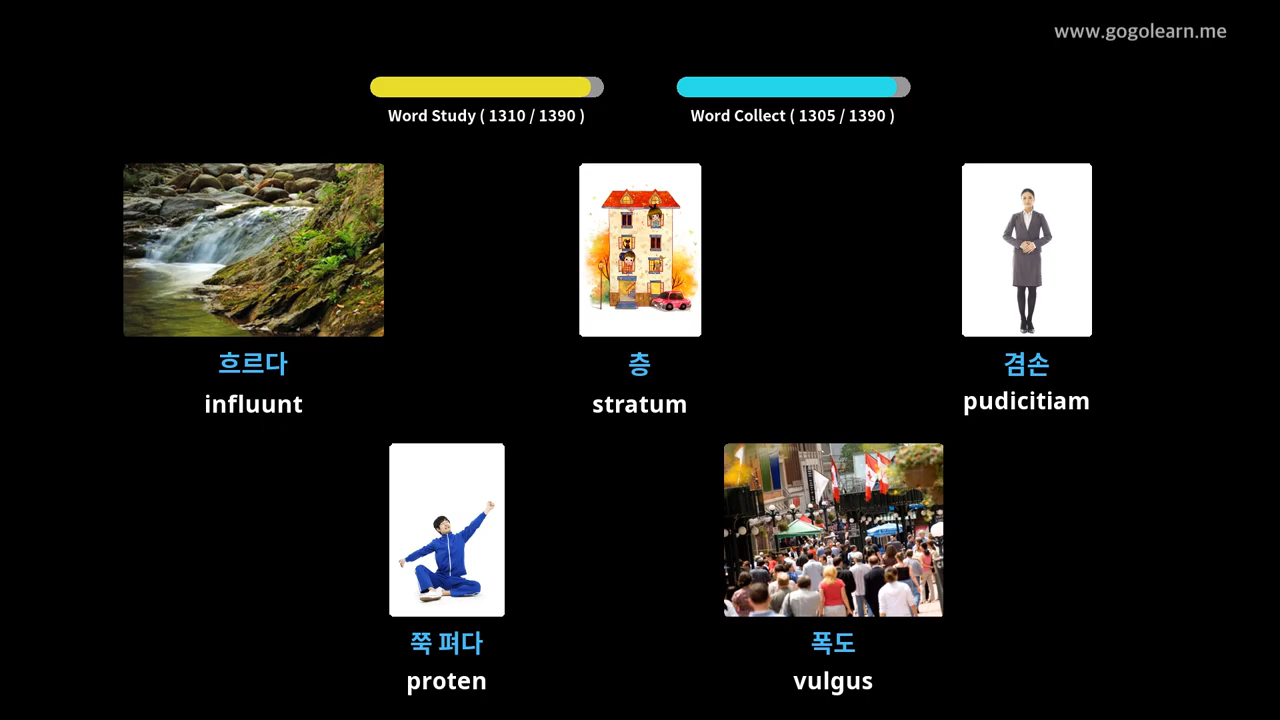 www.gogolearn.me
Word Study ( 1310 / 1390 )
Word Collect ( 1305 / 1390 )
흐르다
influunt
층
stratum
겸손
pudicitiam
쭉 펴다
proten
폭도
vulgus